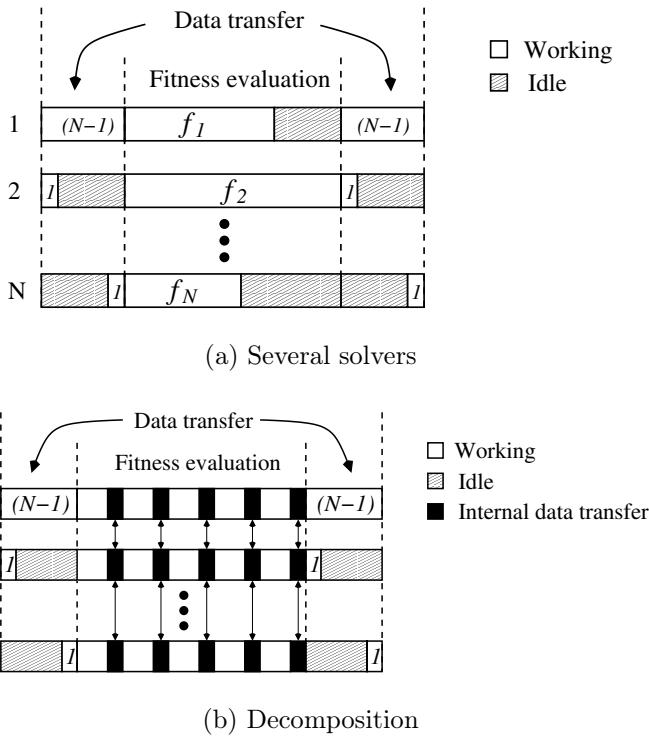 Data transfer
Working
Fitness evaluation
Idle
1 (N−1) f1 (N−1)
2 1 f2 1
N 1 fN 1
(a) Several solvers
Data transfer
Working
Fitness evaluation
Idle
(N−1) (N−1)
Internal data transfer
1 1
1 1
(b) Decomposition